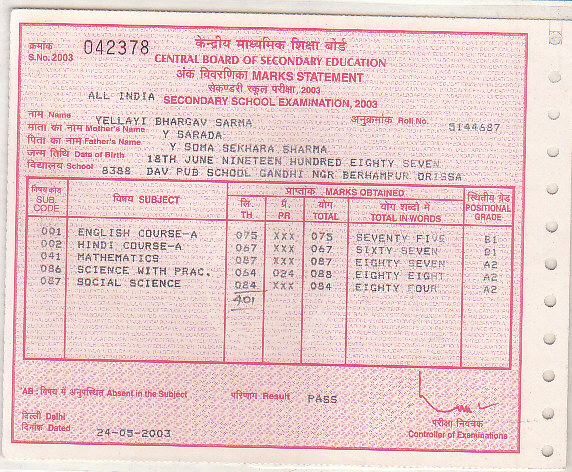 क्रमांक 042378 केन्द्रीय माध्यमिक शिक्षा बोर्ड
S.No. 2003 CENTRAL BOARD OF SECONDARY EDUCATION
अंक विवरणिका MARKS STATEMENT
सेकण्डरी स्कूल परीक्षा, 2003
ALL INDIA SECONDARY SCHOOL EXAMINATION, 2003
नाम Name YELLAYI BHARGAV SARMA अनुक्रमांक Roll No. 5144687
माता का नाम Mother's Name Y SARADA
पिता का नाम Father's Name Y SOMA SEKHARA SHARMA
जन्म तिथि Date of Birth 18TH JUNE NINETEEN HUNDRED EIGHTY SEVEN
विद्यालय School 8388 DAV PUB SCHOOL GANDHI NGR BERHAMPUR ORISSA
विषय कोड SUB. CODE विषय SUBJECT प्राप्तांक MARKS OBTAINED स्थितीय ग्रेड POSITIONAL GRADE
लि. TH प्रै. PR योग TOTAL योग शब्दों में TOTAL IN WORDS
001 ENGLISH COURSE-A 075 XXX 075 SEVENTY FIVE B1
002 HINDI COURSE-A 067 XXX 067 SIXTY SEVEN B1
041 MATHEMATICS 087 XXX 087 EIGHTY SEVEN A2
086 SCIENCE WITH PRAC. 064 024 088 EIGHTY EIGHT A2
087 SOCIAL SCIENCE 084 XXX 084 EIGHTY FOUR A2
401
AB : विषय में अनुपस्थित Absent in the Subject परिणाम Result PASS
दिल्ली Delhi
दिनांक Dated 24-05-2003
परीक्षा नियंत्रक
Controller of Examinations